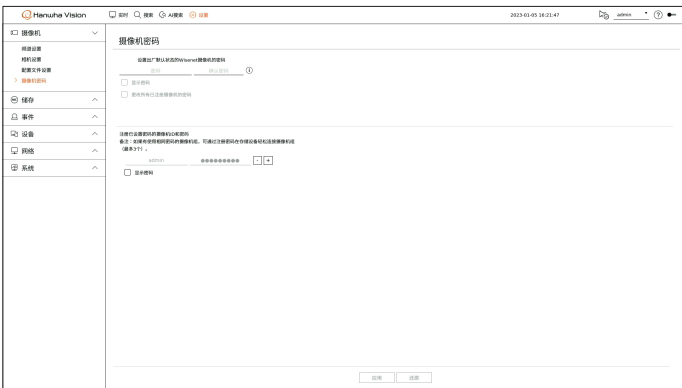 Hanwha Vision
实时 搜索 AI搜索 设置
2023-01-05 16:21:47
admin
摄像机
频道设置
相机设置
配置文件设置
摄像机密码
储存
事件
设备
网络
系统
摄像机密码
设置出厂默认状态的Wisenet摄像机的密码
密码 确认密码
显示密码
更改所有已注册摄像机的密码
注册已设置密码的摄像机ID和密码
备注：如果有使用相同密码的摄像机组，可通过注册密码在存储设备轻松连接摄像机组
（最多3个）。
admin ●●●●●●●●● - +
显示密码
应用 还原